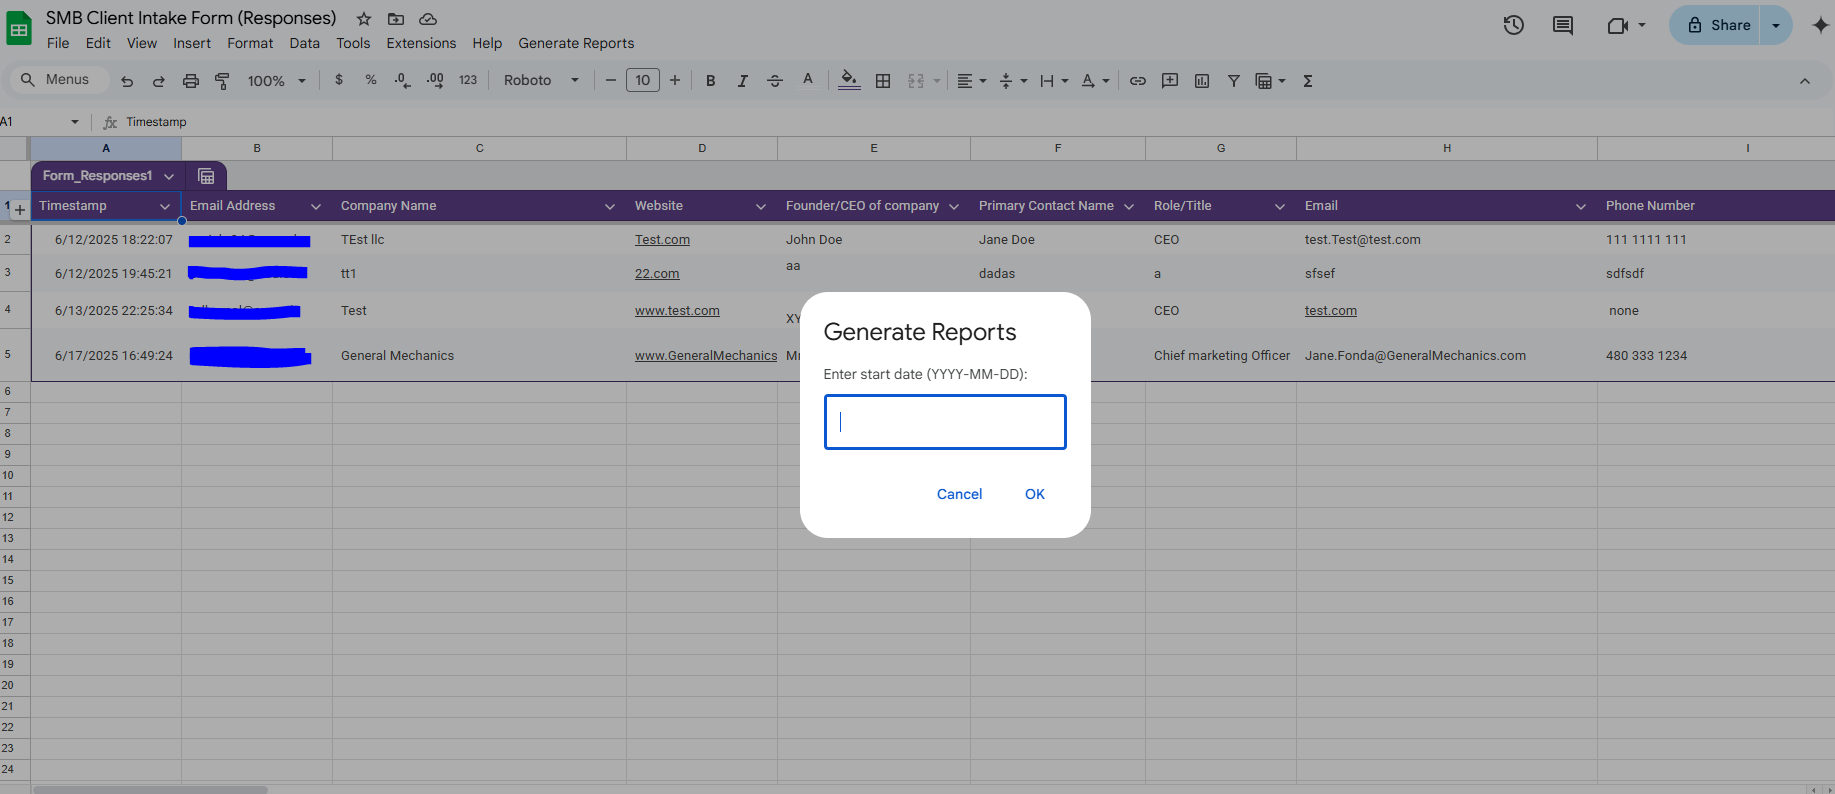 SMB Client Intake Form (Responses)
File Edit View Insert Format Data Tools Extensions Help Generate Reports
Share
Menus 100% $ % .0 .00 123 Roboto 10 B I A A Σ
A1 fx Timestamp
A B C D E F G H I
Form_Responses1
1 Timestamp Email Address Company Name Website Founder/CEO of company Primary Contact Name Role/Title Email Phone Number
2 6/12/2025 18:22:07 TEst llc Test.com John Doe Jane Doe CEO test.Test@test.com 111 1111 111
3 6/12/2025 19:45:21 tt1 22.com aa dadas a sfsef sdfsdf
4 6/13/2025 22:25:34 Test www.test.com XY CEO test.com none
5 6/17/2025 16:49:24 General Mechanics www.GeneralMechanics Chief marketing Officer Jane.Fonda@GeneralMechanics.com 480 333 1234
Generate Reports
Enter start date (YYYY-MM-DD):
Cancel OK
6
7
8
9
10
11
12
13
14
15
16
17
18
19
20
21
22
23
24